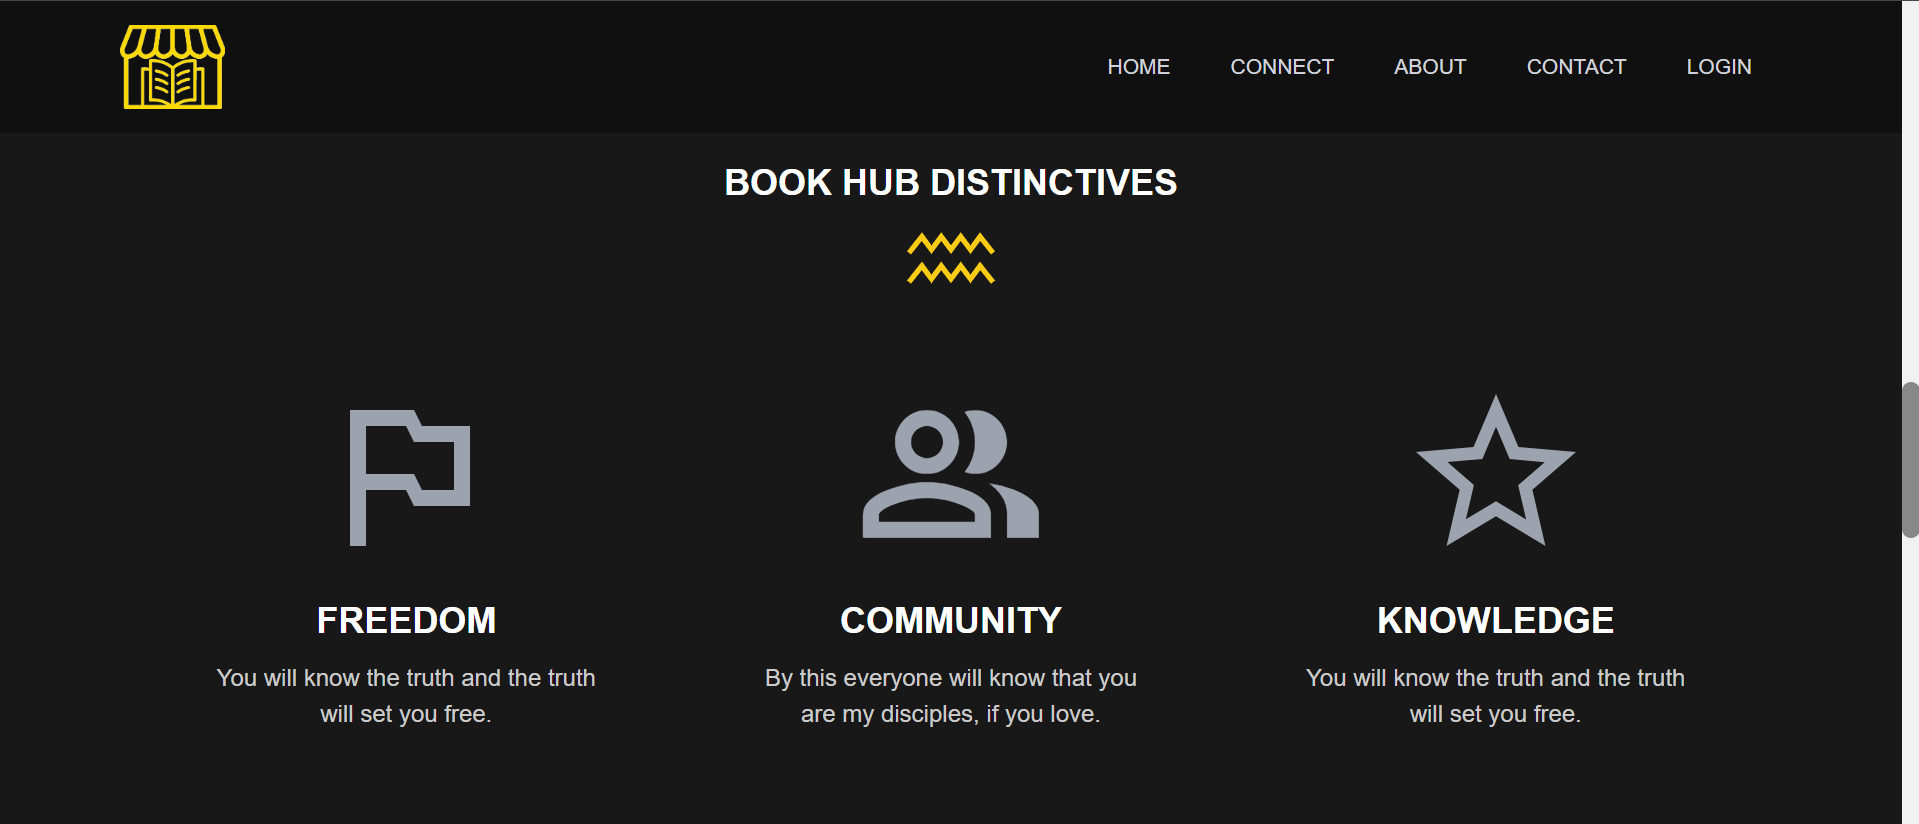 HOME CONNECT ABOUT CONTACT LOGIN
BOOK HUB DISTINCTIVES
FREEDOM
You will know the truth and the truth
will set you free.
COMMUNITY
By this everyone will know that you
are my disciples, if you love.
KNOWLEDGE
You will know the truth and the truth
will set you free.